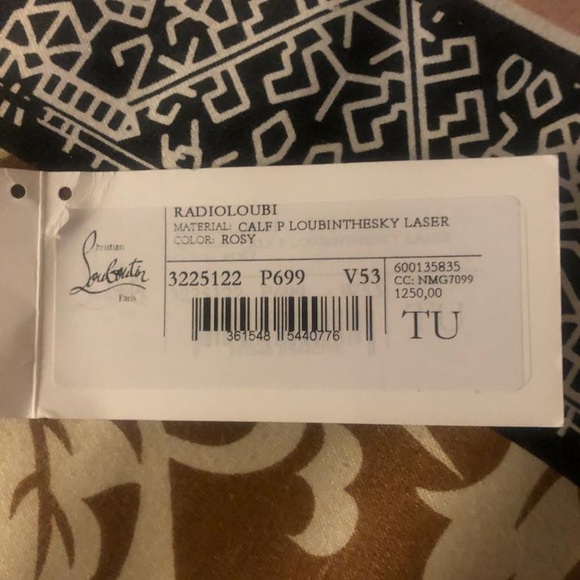 Christian
Louboutin
Paris
RADIOLOUBI
MATERIAL: CALF P LOUBINTHESKY LASER
COLOR: ROSY
3225122 P699 V53
600135835
CC: NMG7099
1250,00
TU
361548 5440776